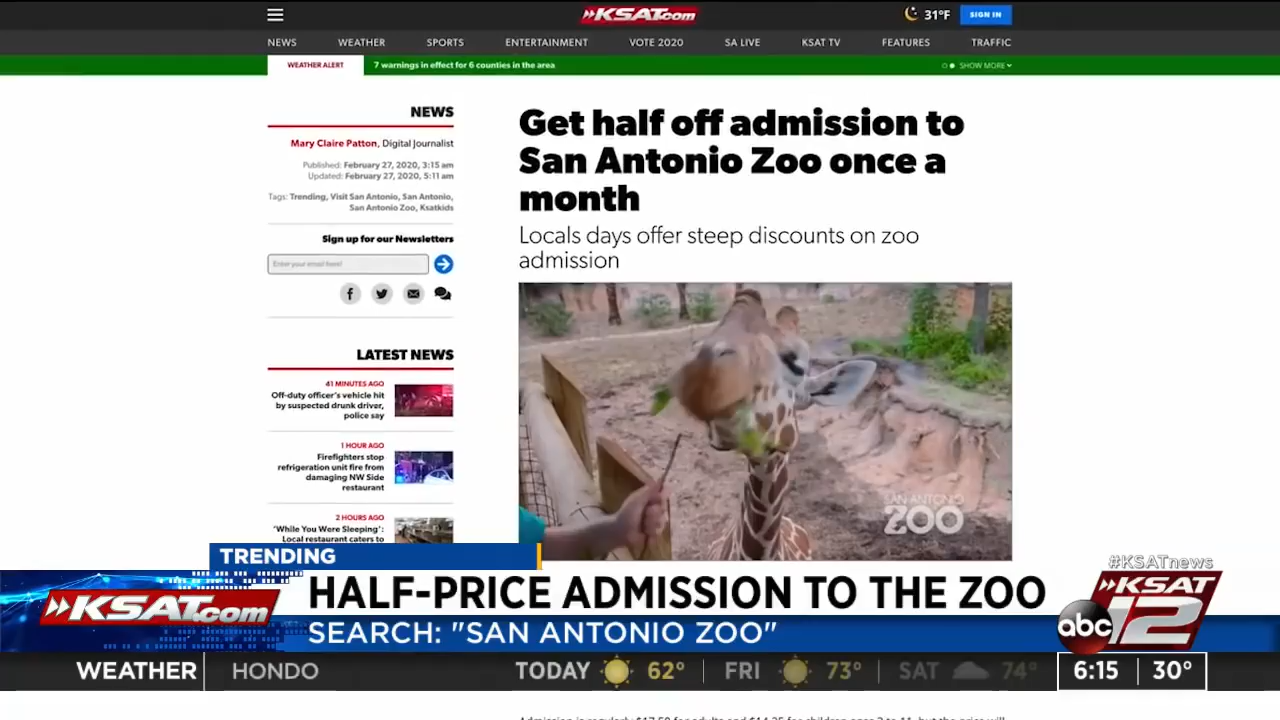 KSAT.com
31°F
SIGN IN
NEWS WEATHER SPORTS ENTERTAINMENT VOTE 2020 SA LIVE KSAT TV FEATURES TRAFFIC
WEATHER ALERT
7 warnings in effect for 6 counties in the area
SHOW MORE
NEWS
Mary Claire Patton, Digital Journalist
Published: February 27, 2020, 3:15 am
Updated: February 27, 2020, 5:11 am
Tags: Trending, Visit San Antonio, San Antonio,
San Antonio Zoo, Ksatkids
Sign up for our Newsletters
Enter your email here!
LATEST NEWS
41 MINUTES AGO
Off-duty officer's vehicle hit
by suspected drunk driver,
police say
1 HOUR AGO
Firefighters stop
refrigeration unit fire from
damaging NW Side
restaurant
2 HOURS AGO
'While You Were Sleeping':
Local restaurant caters to
Get half off admission to
San Antonio Zoo once a
month
Locals days offer steep discounts on zoo
admission
SAN ANTONIO
ZOO
TRENDING
KSAT.com
HALF-PRICE ADMISSION TO THE ZOO
SEARCH: "SAN ANTONIO ZOO"
#KSATnews
KSAT
abc 12
WEATHER HONDO TODAY 62° FRI 73° SAT 74° 6:15 30°